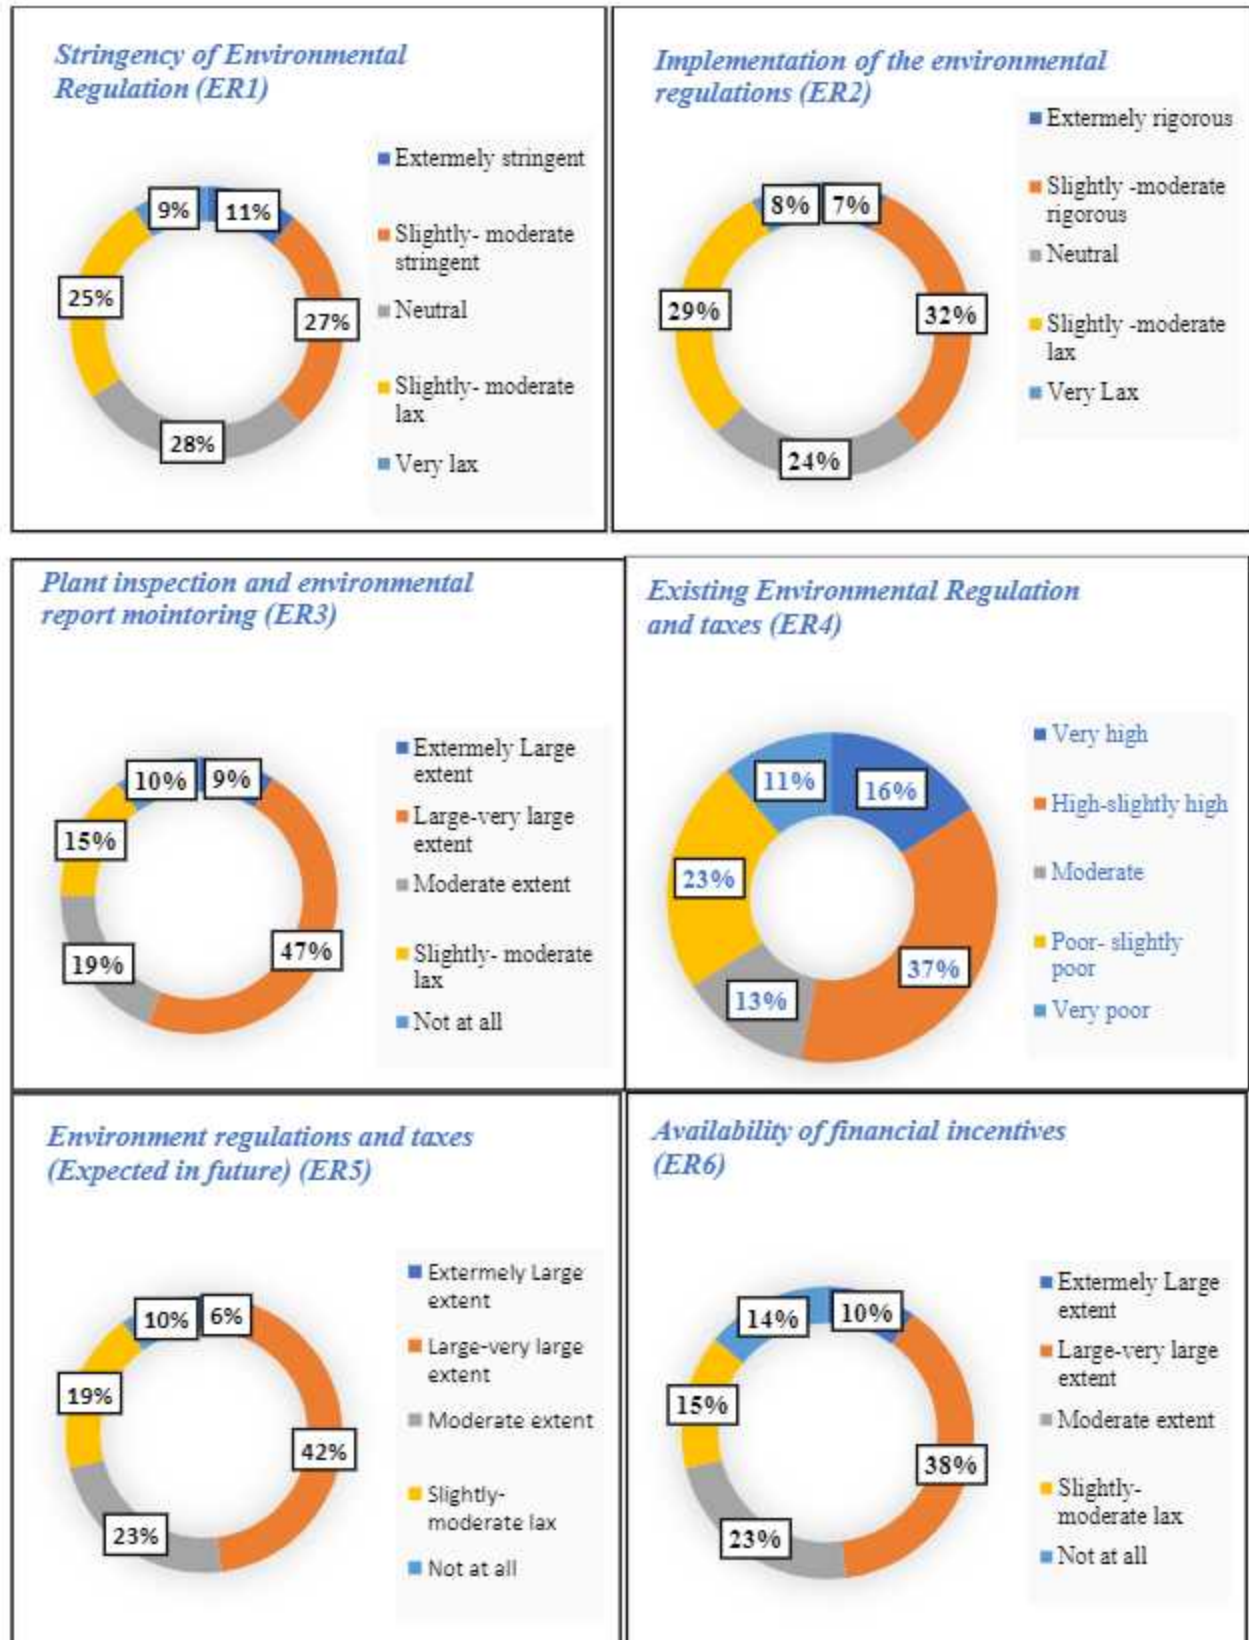 Stringency of Environmental
Regulation (ER1)
9%
11%
25%
27%
28%
Extermely stringent
Slightly- moderate
stringent
Neutral
Slightly- moderate
lax
Very lax
Implementation of the environmental
regulations (ER2)
8%
7%
29%
32%
24%
Extermely rigorous
Slightly -moderate
rigorous
Neutral
Slightly -moderate
lax
Very Lax
Plant inspection and environmental
report mointoring (ER3)
10%
9%
15%
47%
19%
Extermely Large
extent
Large-very large
extent
Moderate extent
Slightly- moderate
lax
Not at all
Existing Environmental Regulation
and taxes (ER4)
11%
16%
23%
37%
13%
Very high
High-slightly high
Moderate
Poor- slightly
poor
Very poor
Environment regulations and taxes
(Expected in future) (ER5)
10%
6%
19%
42%
23%
Extermely Large
extent
Large-very large
extent
Moderate extent
Slightly-
moderate lax
Not at all
Availability of financial incentives
(ER6)
14%
10%
15%
38%
23%
Extermely Large
extent
Large-very large
extent
Moderate extent
Slightly-
moderate lax
Not at all